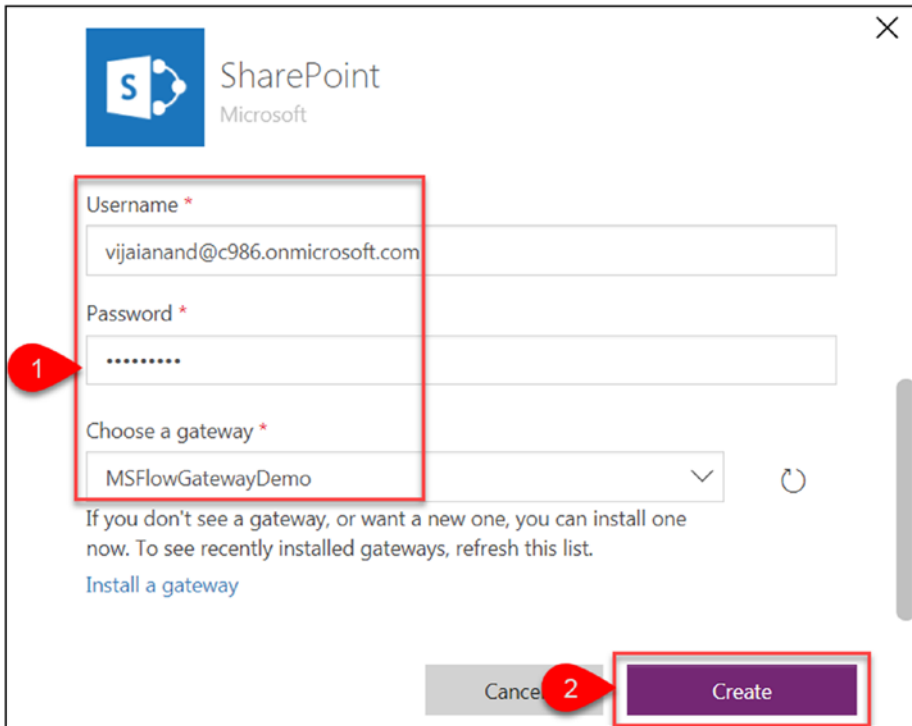 SharePoint
Microsoft
Username *
vijaianand@c986.onmicrosoft.com
Password *
•••••••••
1
Choose a gateway *
MSFlowGatewayDemo
If you don't see a gateway, or want a new one, you can install one
now. To see recently installed gateways, refresh this list.
Install a gateway
Cance
2
Create